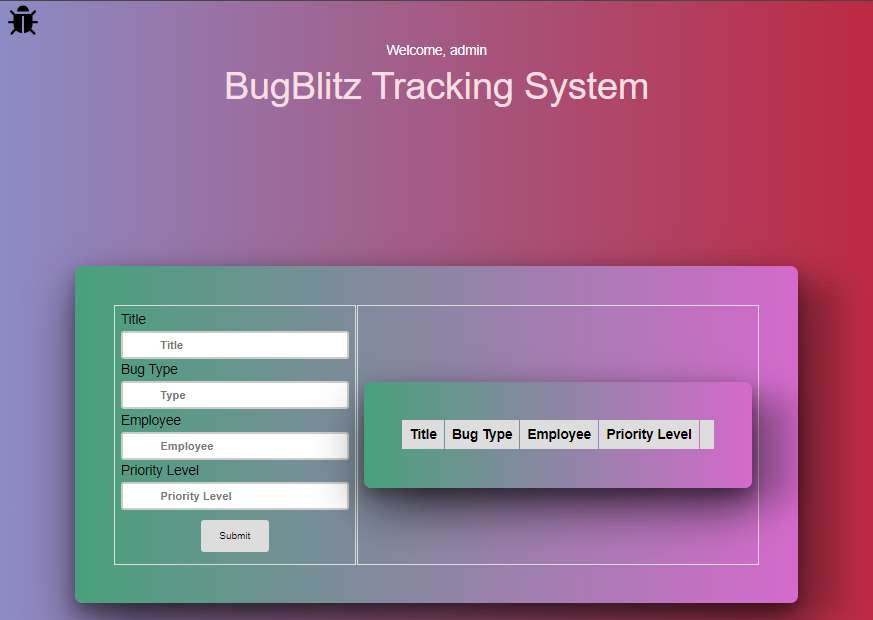 Welcome, admin
BugBlitz Tracking System
Title
Title
Bug Type
Type
Employee
Employee
Priority Level
Priority Level
Submit
Title Bug Type Employee Priority Level